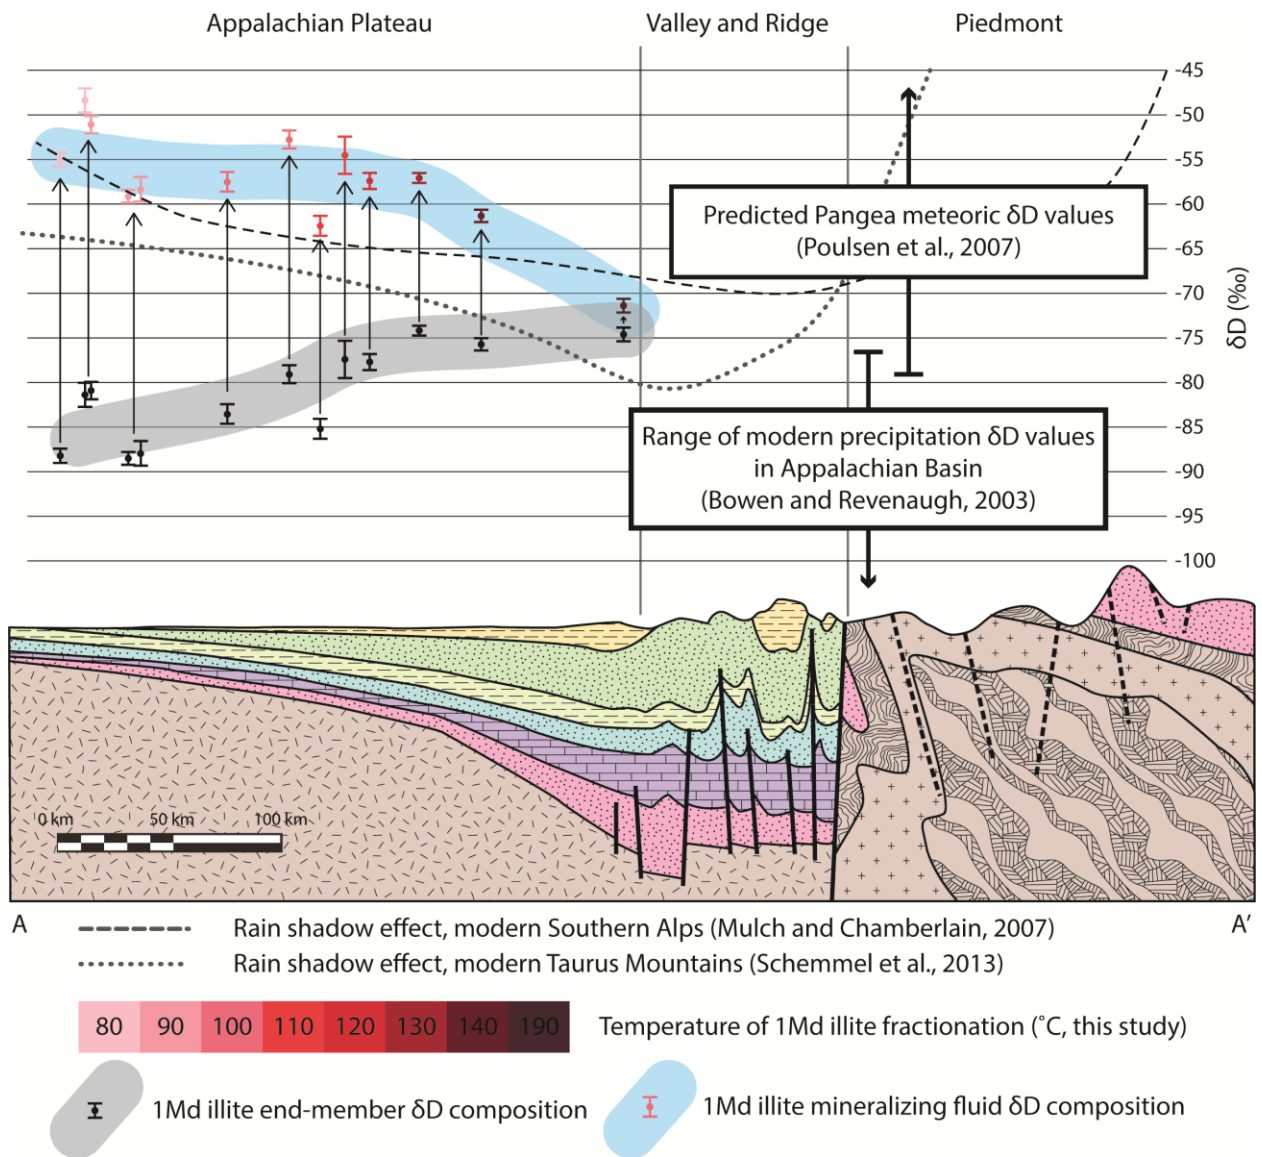 Appalachian Plateau
Valley and Ridge
Piedmont
-45
-50
-55
-60
-65
-70
-75
-80
-85
-90
-95
-100
δD (‰)
Predicted Pangea meteoric δD values
(Poulsen et al., 2007)
Range of modern precipitation δD values
in Appalachian Basin
(Bowen and Revenaugh, 2003)
0 km 50 km 100 km
A A'
Rain shadow effect, modern Southern Alps (Mulch and Chamberlain, 2007)
Rain shadow effect, modern Taurus Mountains (Schemmel et al., 2013)
80 90 100 110 120 130 140 190 Temperature of 1Md illite fractionation (˚C, this study)
1Md illite end-member δD composition
1Md illite mineralizing fluid δD composition